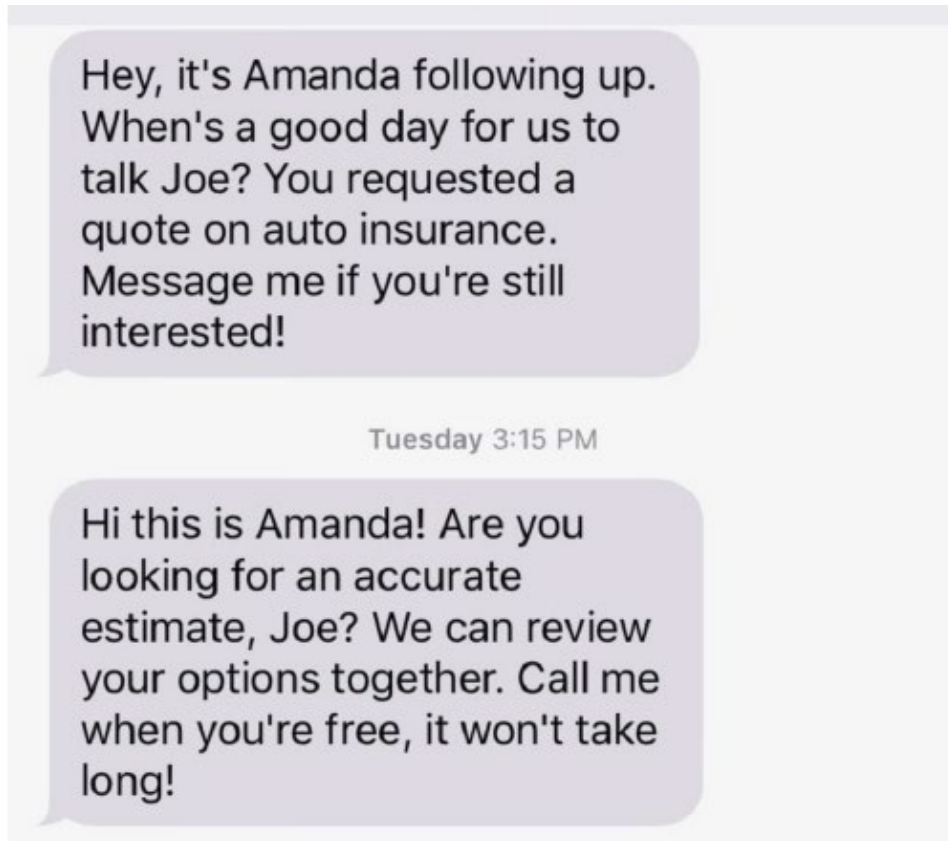 Hey, it's Amanda following up.
When's a good day for us to
talk Joe? You requested a
quote on auto insurance.
Message me if you're still
interested!
Tuesday 3:15 PM
Hi this is Amanda! Are you
looking for an accurate
estimate, Joe? We can review
your options together. Call me
when you're free, it won't take
long!